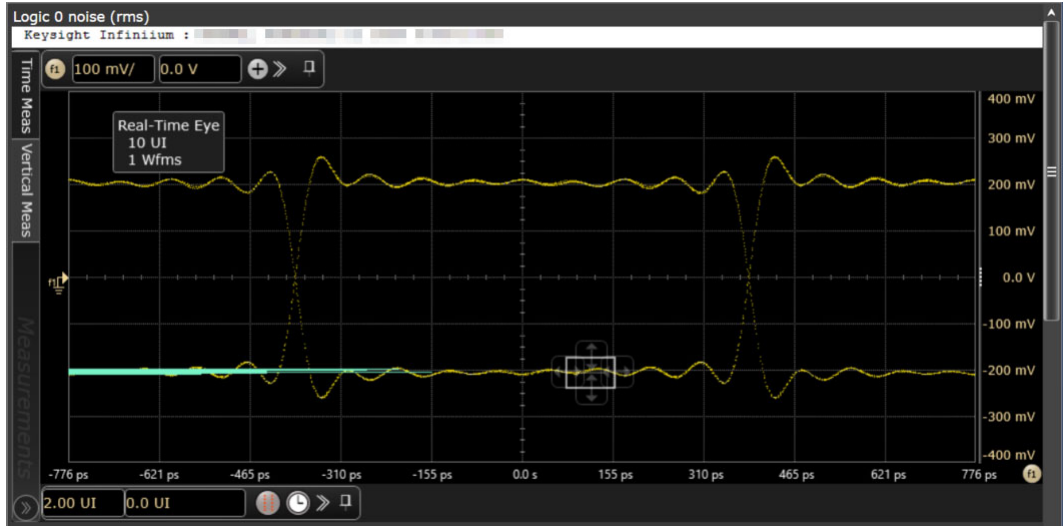 Logic 0 noise (rms)
Keysight Infiniium :
Time Meas
Vertical Meas
Measurements
f1 100 mV/ 0.0 V
Real-Time Eye
10 UI
1 Wfms
400 mV
300 mV
200 mV
100 mV
0.0 V
-100 mV
-200 mV
-300 mV
-400 mV
f1
-776 ps -621 ps -465 ps -310 ps -155 ps 0.0 s 155 ps 310 ps 465 ps 621 ps 776 ps f1
2.00 UI 0.0 UI